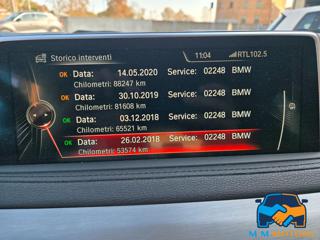 Storico interventi 11:04 RTL102.5
OK Data: 14.05.2020 Service: 02248 BMW
Chilometri: 88247 km
OK Data: 30.10.2019 Service: 02248 BMW
Chilometri: 81608 km
OK Data: 3.12.2018 Service: 02248 BMW
Chilometri: 65521 km
OK Data: 26.02.2018 Service: 02248 BMW
Chilometri: 53574 km
M MOTORS